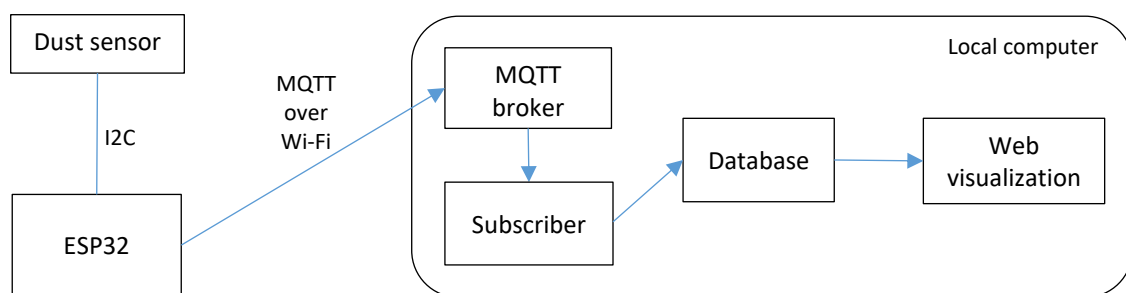 Dust sensor
I2C
ESP32
MQTT
over
Wi-Fi
Local computer
MQTT
broker
Subscriber
Database
Web
visualization